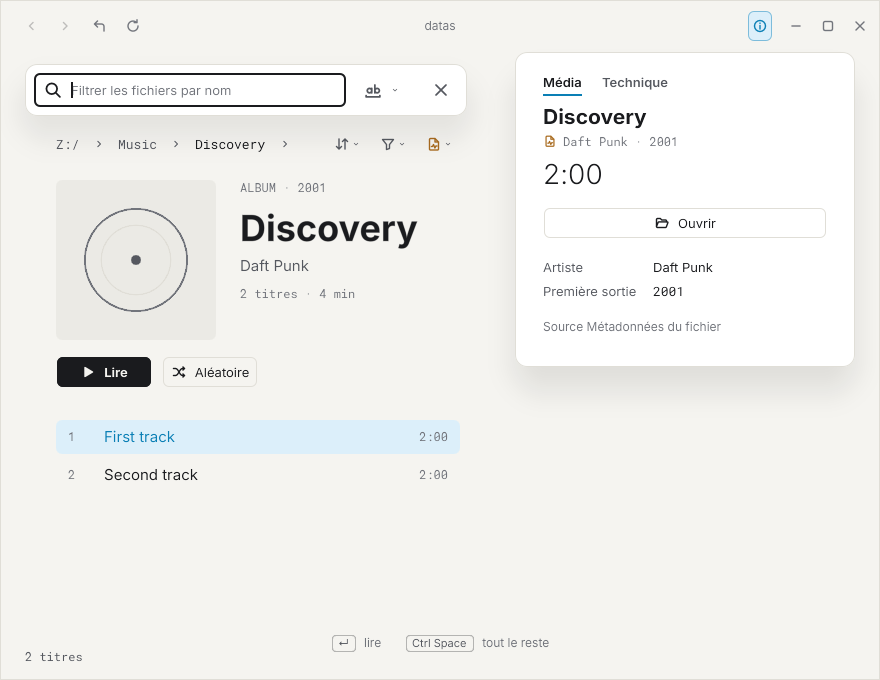 datas
Filtrer les fichiers par nom
ab
Z:/ Music Discovery
ALBUM · 2001
Discovery
Daft Punk
2 titres · 4 min
Lire Aléatoire
1 First track 2:00
2 Second track 2:00
Média Technique
Discovery
Daft Punk · 2001
2:00
Ouvrir
Artiste Daft Punk
Première sortie 2001
Source Métadonnées du fichier
lire Ctrl Space tout le reste
2 titres